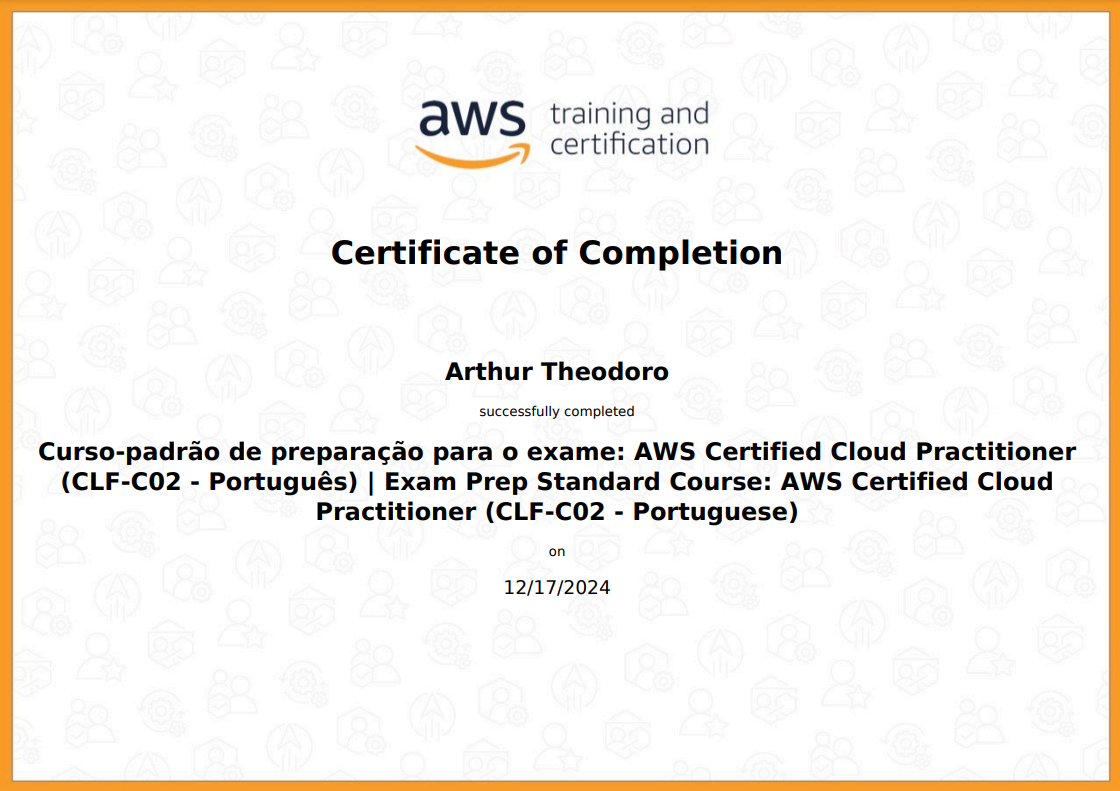 aws training and
certification
Certificate of Completion
Arthur Theodoro
successfully completed
Curso-padrão de preparação para o exame: AWS Certified Cloud Practitioner
(CLF-C02 - Português) | Exam Prep Standard Course: AWS Certified Cloud
Practitioner (CLF-C02 - Portuguese)
on
12/17/2024